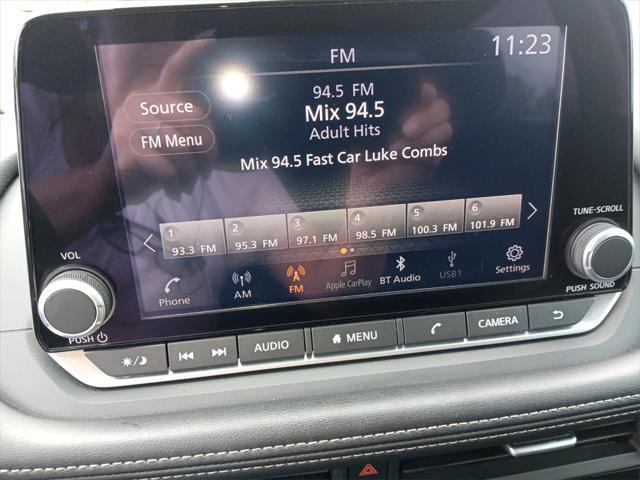 11:23
FM
94.5 FM
Source
Mix 94.5
Adult Hits
FM Menu
Mix 94.5 Fast Car Luke Combs
1 2 3 4 5 6
93.3 FM 95.3 FM 97.1 FM 98.5 FM 100.3 FM 101.9 FM
Phone AM FM Apple CarPlay BT Audio USB1 Settings
VOL
PUSH
TUNE·SCROLL
PUSH SOUND
AUDIO MENU CAMERA